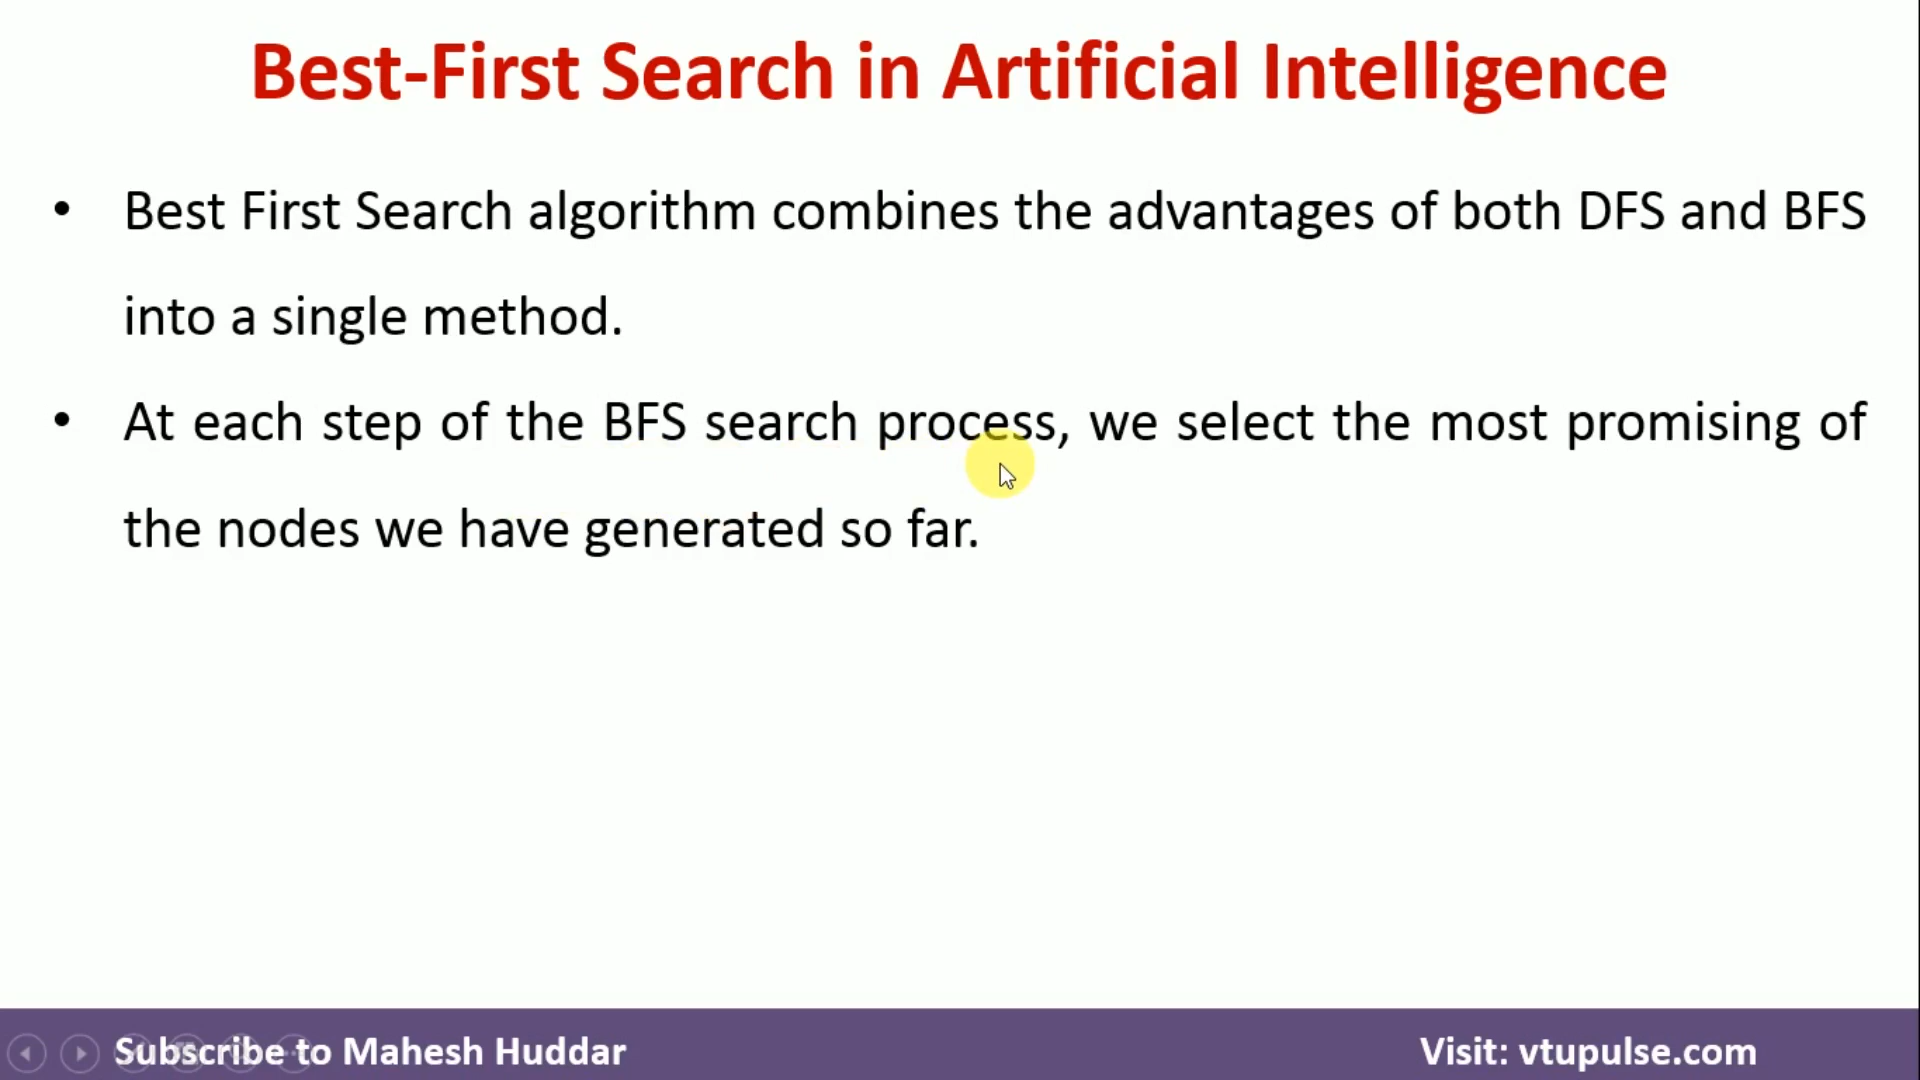 Best-First Search in Artificial Intelligence
• Best First Search algorithm combines the advantages of both DFS and BFS
into a single method.
• At each step of the BFS search process, we select the most promising of
the nodes we have generated so far.
Subscribe to Mahesh Huddar
Visit: vtupulse.com